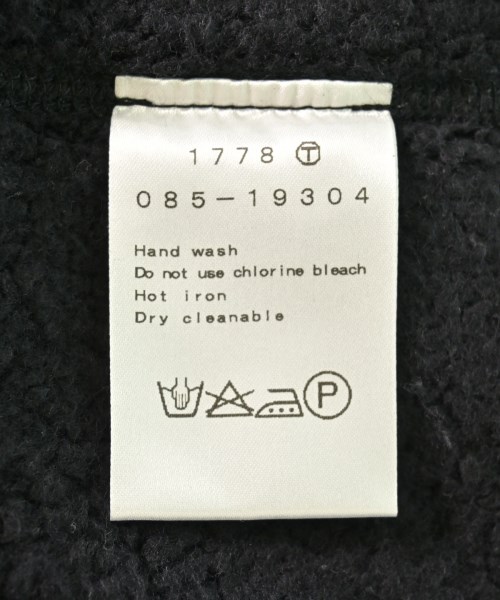 1778 Ⓣ
085-19304
Hand wash
Do not use chlorine bleach
Hot iron
Dry cleanable
P